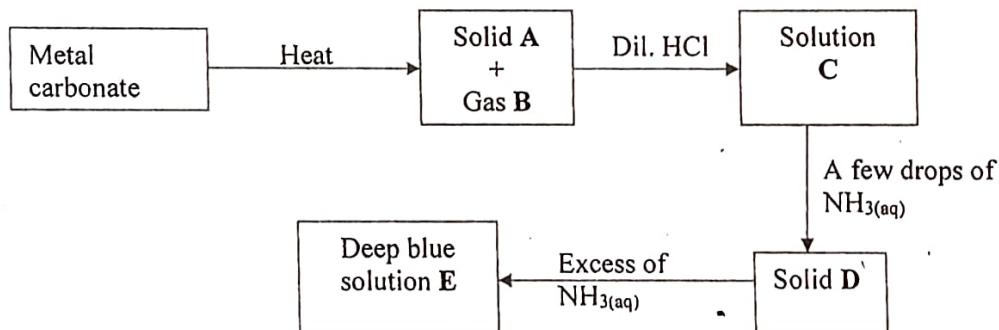 Metal
carbonate
Heat
Solid A
+
Gas B
Dil. HCl
Solution
C
A few drops of
NH3(aq)
Solid D
Excess of
NH3(aq)
Deep blue
solution E